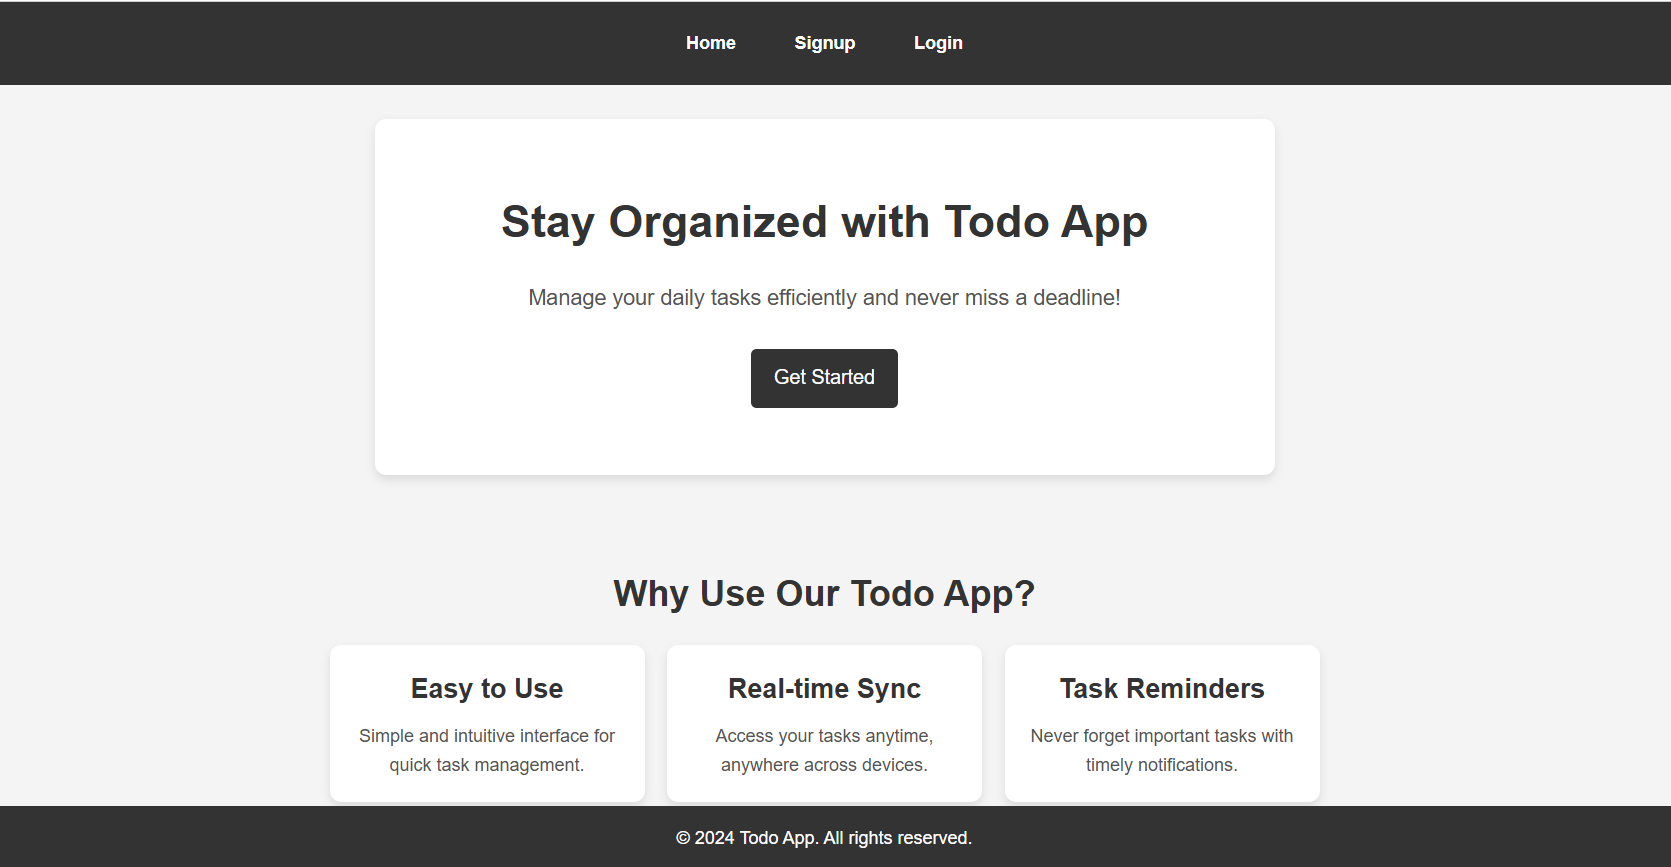 Home Signup Login
Stay Organized with Todo App
Manage your daily tasks efficiently and never miss a deadline!
Get Started
Why Use Our Todo App?
Easy to Use
Simple and intuitive interface for
quick task management.
Real-time Sync
Access your tasks anytime,
anywhere across devices.
Task Reminders
Never forget important tasks with
timely notifications.
© 2024 Todo App. All rights reserved.